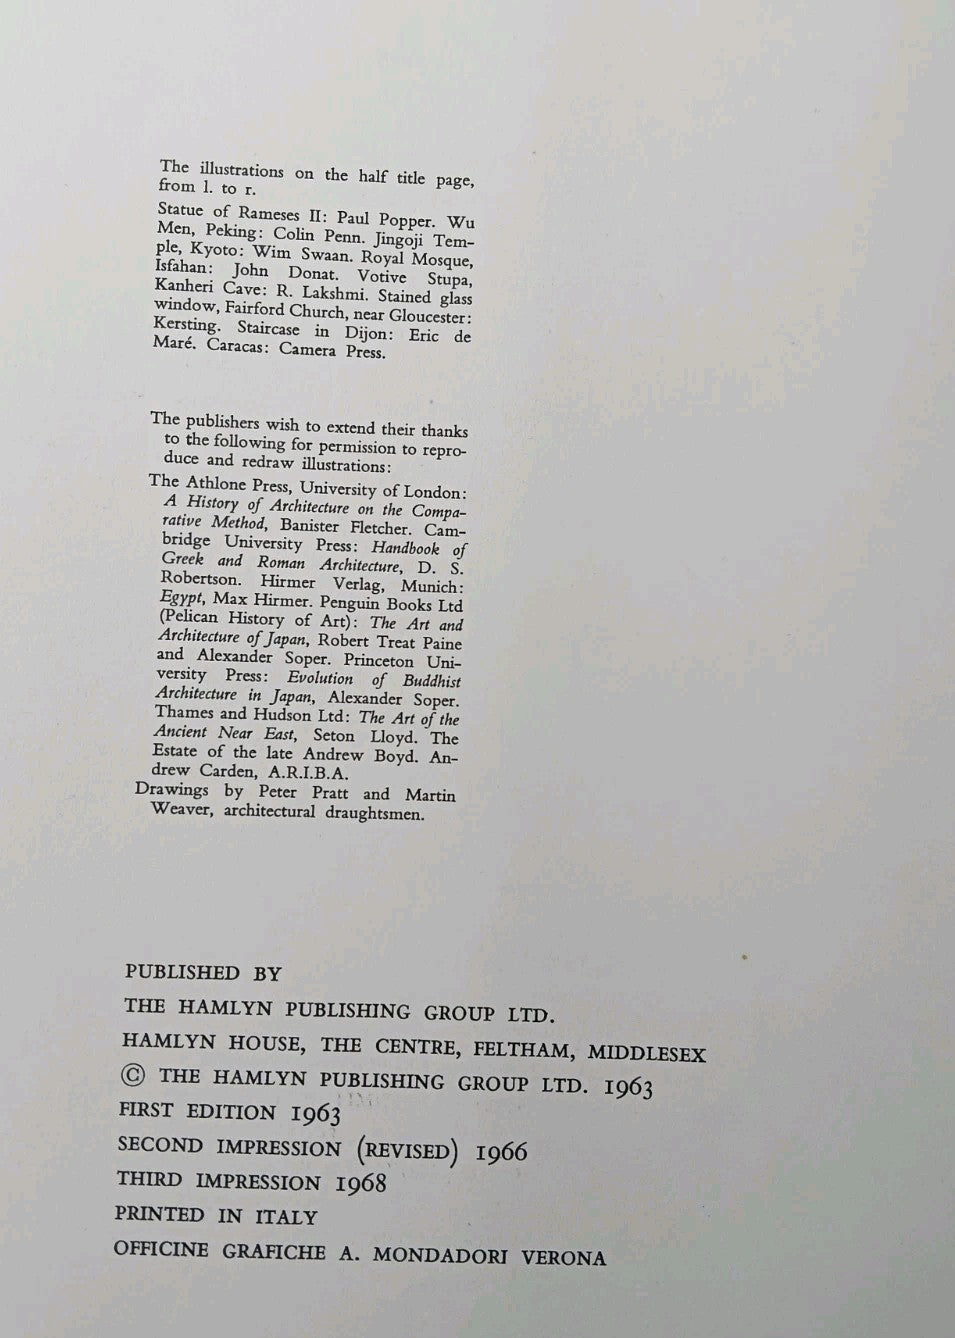 The illustrations on the half title page,
from l. to r.
Statue of Rameses II: Paul Popper. Wu
Men, Peking: Colin Penn. Jingoji Tem-
ple, Kyoto: Wim Swaan. Royal Mosque,
Isfahan: John Donat. Votive Stupa,
Kanheri Cave: R. Lakshmi. Stained glass
window, Fairford Church, near Gloucester:
Kersting. Staircase in Dijon: Eric de
Maré. Caracas: Camera Press.
The publishers wish to extend their thanks
to the following for permission to repro-
duce and redraw illustrations:
The Athlone Press, University of London:
A History of Architecture on the Compa-
rative Method, Banister Fletcher. Cam-
bridge University Press: Handbook of
Greek and Roman Architecture, D. S.
Robertson. Hirmer Verlag, Munich:
Egypt, Max Hirmer. Penguin Books Ltd
(Pelican History of Art): The Art and
Architecture of Japan, Robert Treat Paine
and Alexander Soper. Princeton Uni-
versity Press: Evolution of Buddhist
Architecture in Japan, Alexander Soper.
Thames and Hudson Ltd: The Art of the
Ancient Near East, Seton Lloyd. The
Estate of the late Andrew Boyd. An-
drew Carden, A.R.I.B.A.
Drawings by Peter Pratt and Martin
Weaver, architectural draughtsmen.
PUBLISHED BY
THE HAMLYN PUBLISHING GROUP LTD.
HAMLYN HOUSE, THE CENTRE, FELTHAM, MIDDLESEX
© THE HAMLYN PUBLISHING GROUP LTD. 1963
FIRST EDITION 1963
SECOND IMPRESSION (REVISED) 1966
THIRD IMPRESSION 1968
PRINTED IN ITALY
OFFICINE GRAFICHE A. MONDADORI VERONA